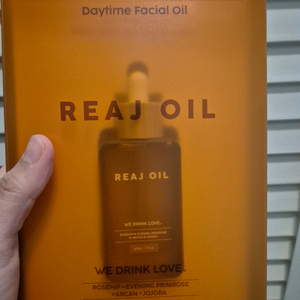 Daytime Facial Oil
REAJ OIL
REAJ OIL
WE DRINK LOVE
WE DRINK LOVE
ROSEHIP + EVENING PRIMROSE
+ ARGAN + JOJOBA